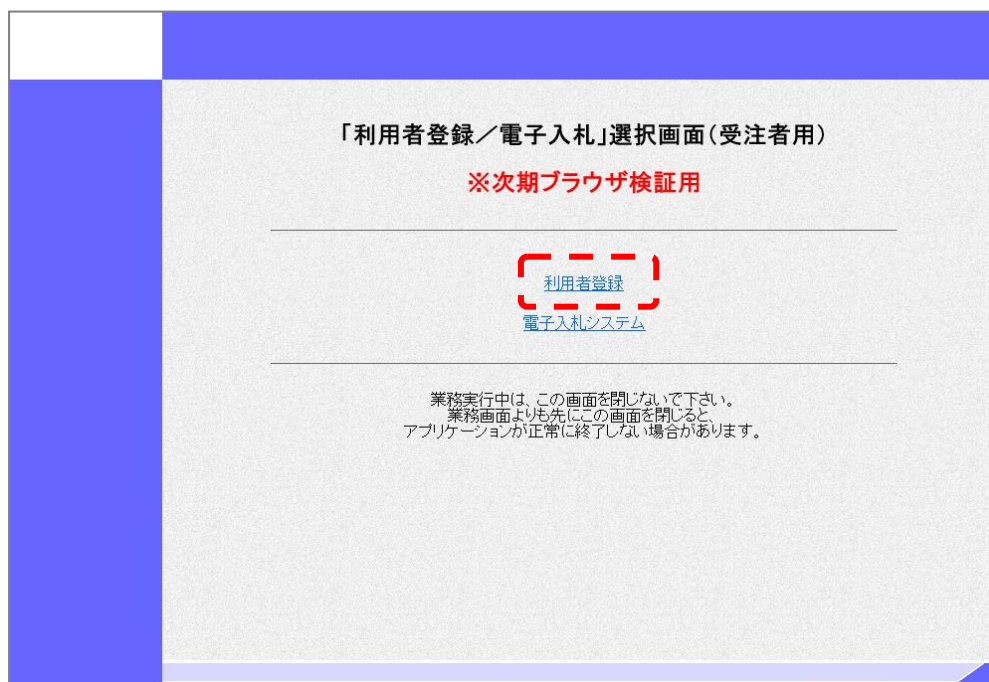 「利用者登録／電子入札」選択画面(受注者用)
※次期ブラウザ検証用
利用者登録
電子入札システム
業務実行中は、この画面を閉じないで下さい。
業務画面よりも先にこの画面を閉じると、
アプリケーションが正常に終了しない場合があります。